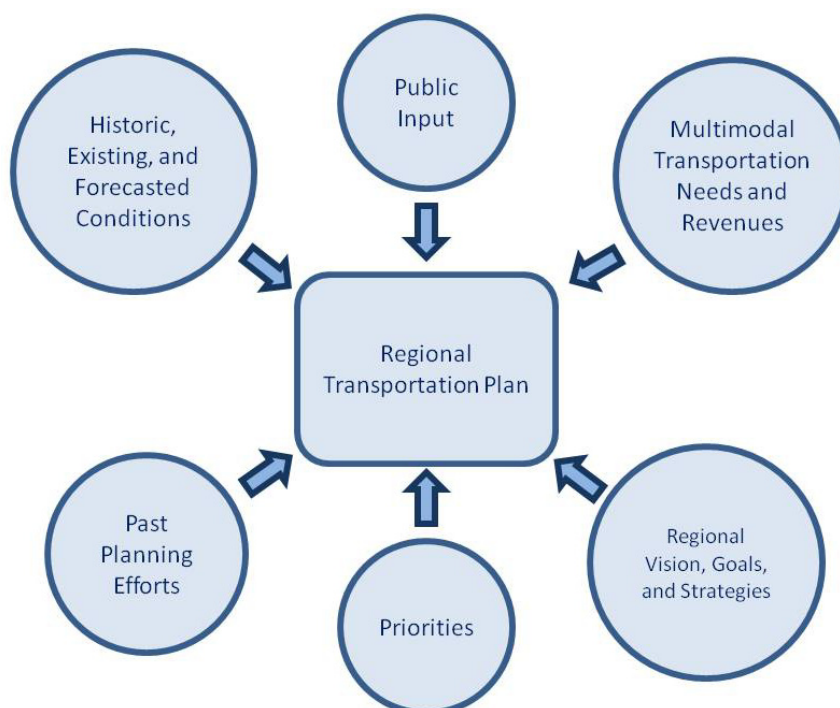 Public
Input
Historic,
Existing, and
Forecasted
Conditions
Multimodal
Transportation
Needs and
Revenues
Regional
Transportation Plan
Past
Planning
Efforts
Priorities
Regional
Vision, Goals,
and Strategies